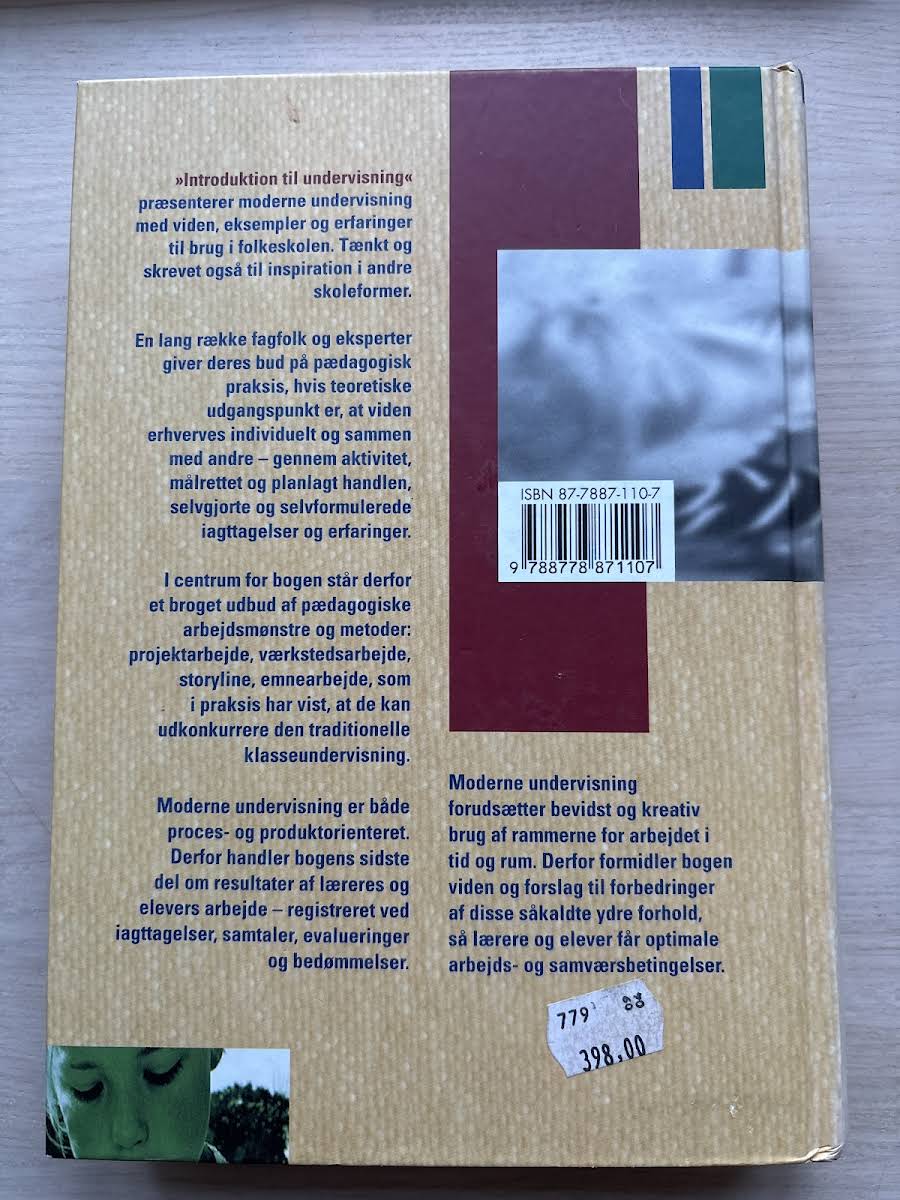 »Introduktion til undervisning«
præsenterer moderne undervisning
med viden, eksempler og erfaringer
til brug i folkeskolen. Tænkt og
skrevet også til inspiration i andre
skoleformer.
En lang række fagfolk og eksperter
giver deres bud på pædagogisk
praksis, hvis teoretiske
udgangspunkt er, at viden
erhverves individuelt og sammen
med andre – gennem aktivitet,
målrettet og planlagt handlen,
selvgjorte og selvformulerede
iagttagelser og erfaringer.
I centrum for bogen står derfor
et broget udbud af pædagogiske
arbejdsmønstre og metoder:
projektarbejde, værkstedsarbejde,
storyline, emnearbejde, som
i praksis har vist, at de kan
udkonkurrere den traditionelle
klasseundervisning.
Moderne undervisning er både
proces- og produktorienteret.
Derfor handler bogens sidste
del om resultater af læreres og
elevers arbejde – registreret ved
iagttagelser, samtaler, evalueringer
og bedømmelser.
ISBN 87-7887-110-7
9 788778 871107
Moderne undervisning
forudsætter bevidst og kreativ
brug af rammerne for arbejdet i
tid og rum. Derfor formidler bogen
viden og forslag til forbedringer
af disse såkaldte ydre forhold,
så lærere og elever får optimale
arbejds- og samværsbetingelser.
779
398,00